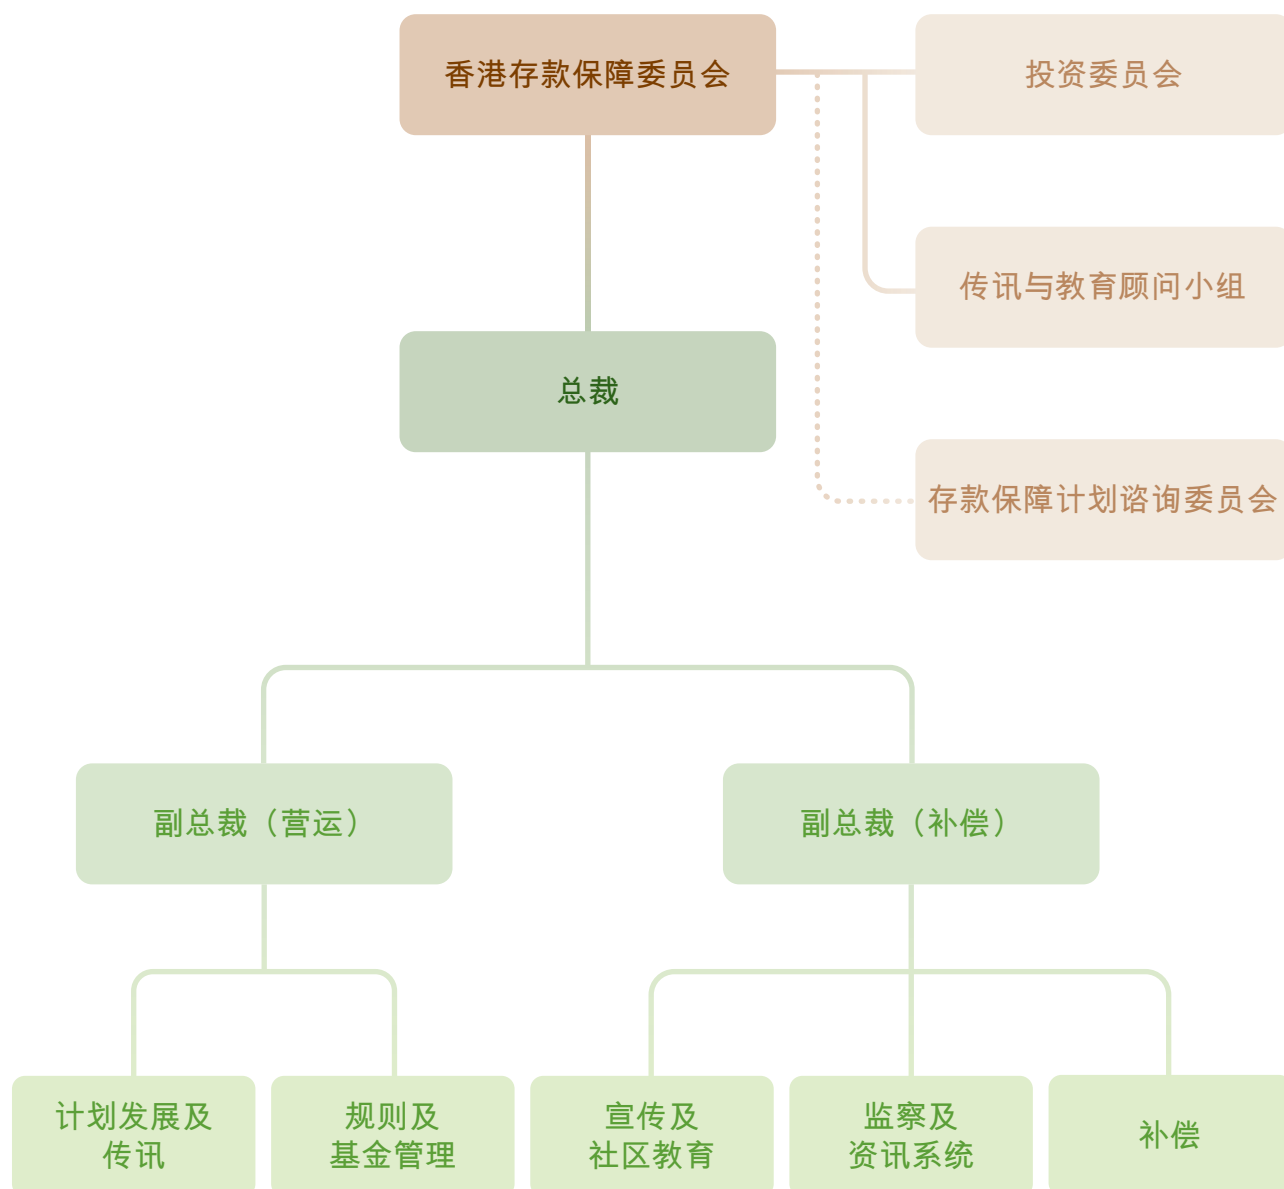 香港存款保障委员会
投资委员会
传讯与教育顾问小组
总裁
存款保障计划谘询委员会
副总裁（营运）
副总裁（补偿）
计划发展及
传讯
规则及
基金管理
宣传及
社区教育
监察及
资讯系统
补偿